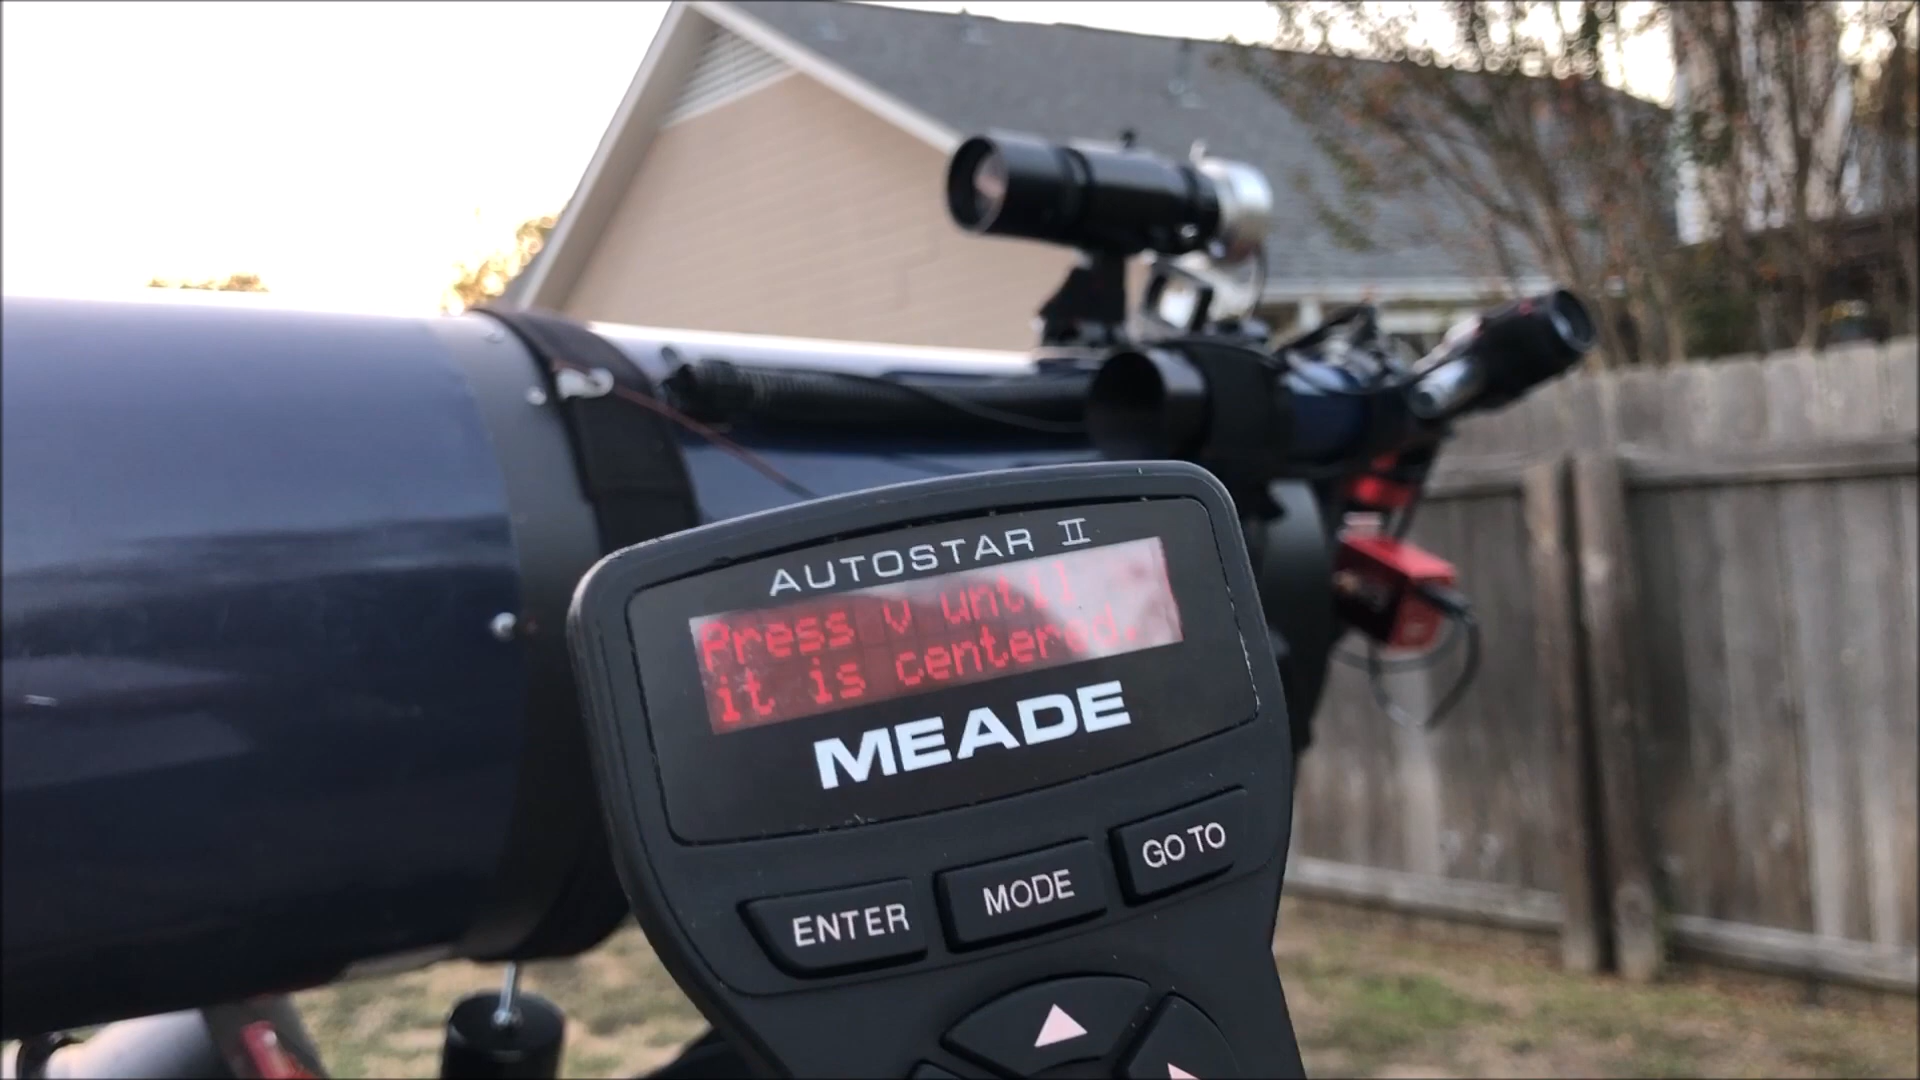 AUTOSTAR II
Press v until
it is centered.
MEADE
ENTER
MODE
GO TO